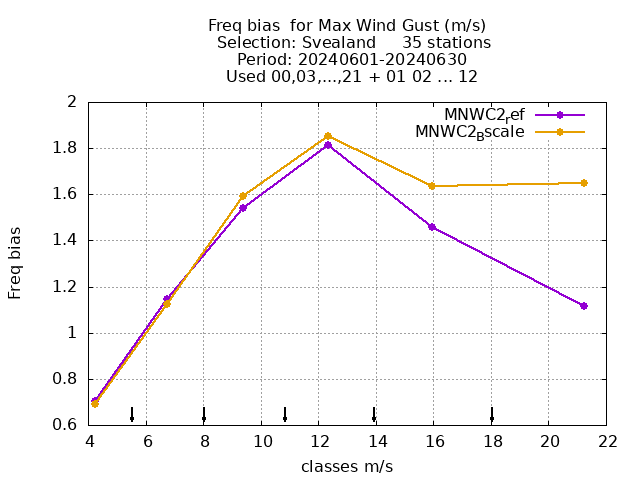 Freq bias  for Max Wind Gust (m/s)
Selection: Svealand     35 stations
Period: 20240601-20240630
Used 00,03,...,21 + 01 02 ... 12
MNWC2_ref
MNWC2_Bscale
Freq bias
2
1.8
1.6
1.4
1.2
1
0.8
0.6
4 6 8 10 12 14 16 18 20 22
classes m/s